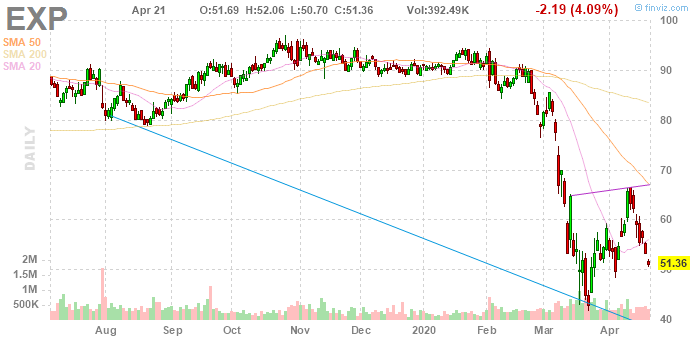 EXP Apr 21 O:51.69 H:52.06 L:50.70 C:51.36 Vol:392.49K -2.19 (4.09%) © finviz.com
SMA 50
SMA 200
SMA 20
DAILY
100
90
80
70
60
51.36
50
40
2M
1.5M
1M
500K
Aug Sep Oct Nov Dec 2020 Feb Mar Apr